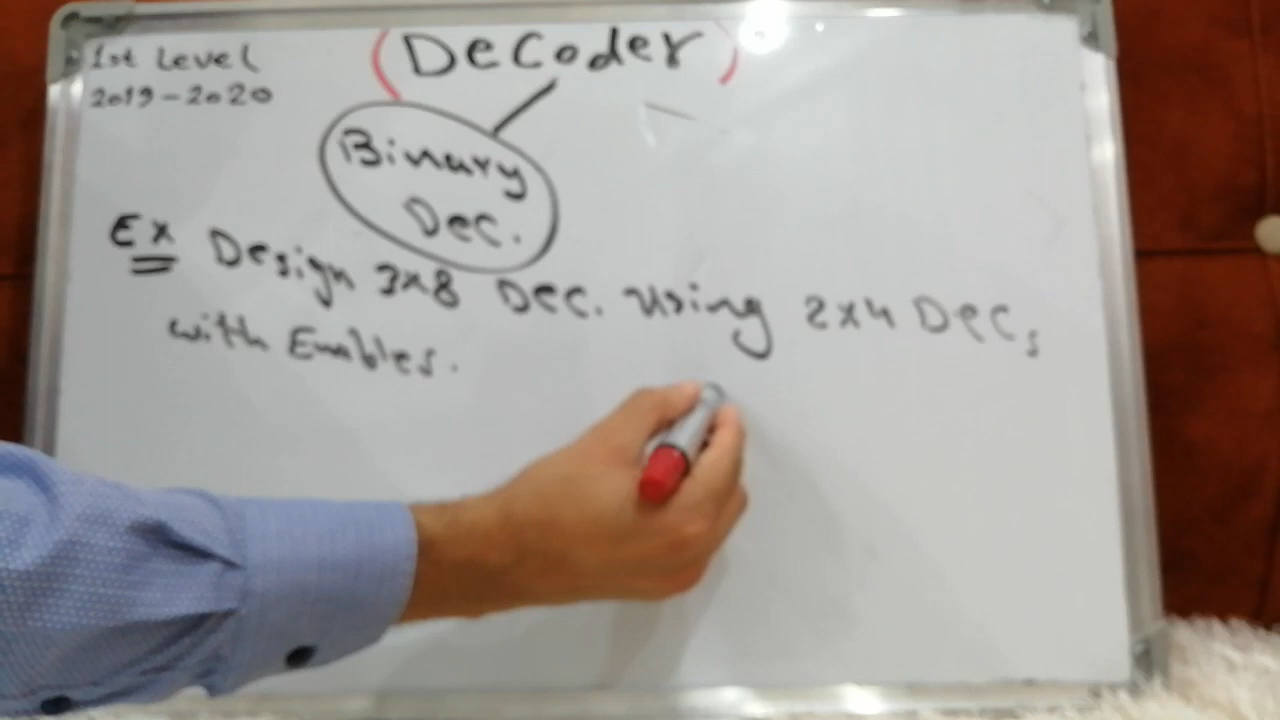 1st Level
2019-2020
(Decoder)
Binary
Dec.
Ex Design 3x8 Dec. Using 2x4 Decs
with Enables.